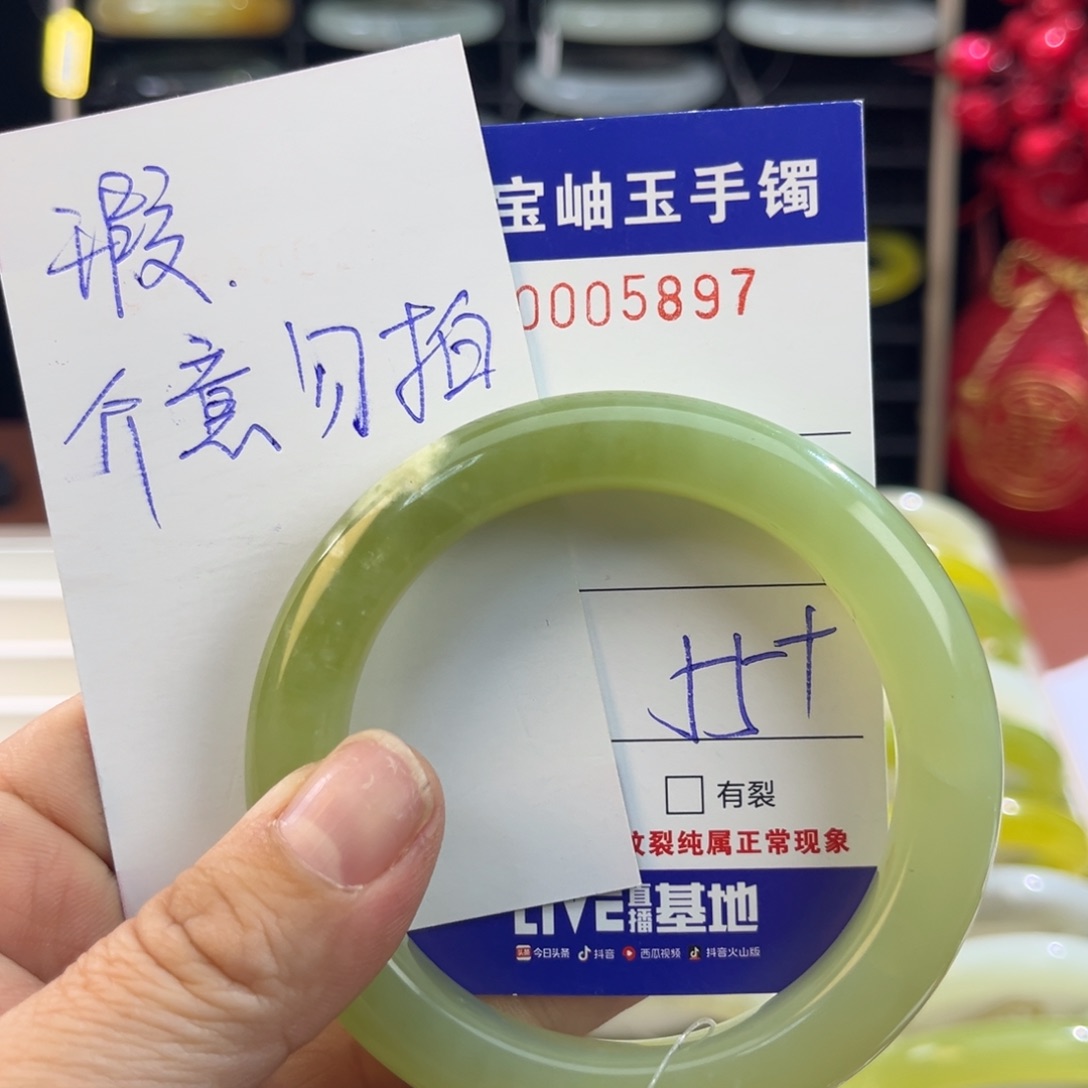 瑕.
介意勿拍
宝岫玉手镯
0005897
有裂
纹裂纯属正常现象
LIVE直播基地
头条 今日头条 抖音 西瓜视频 抖音火山版